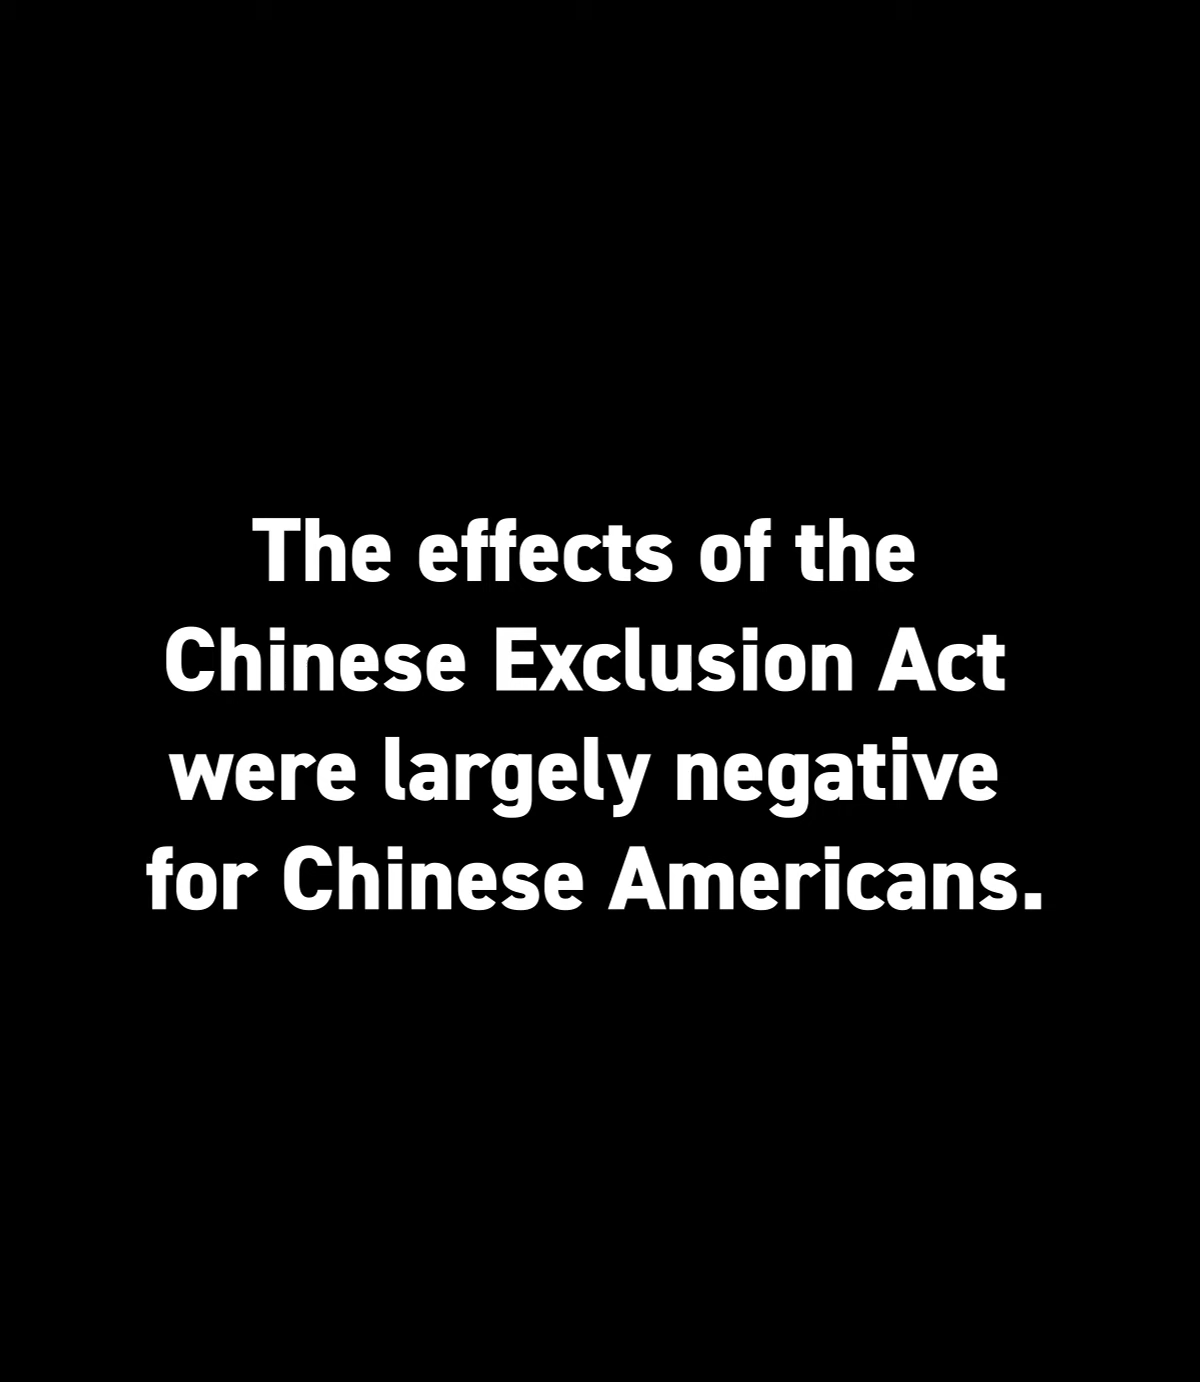 The effects of the
Chinese Exclusion Act
were largely negative
for Chinese Americans.